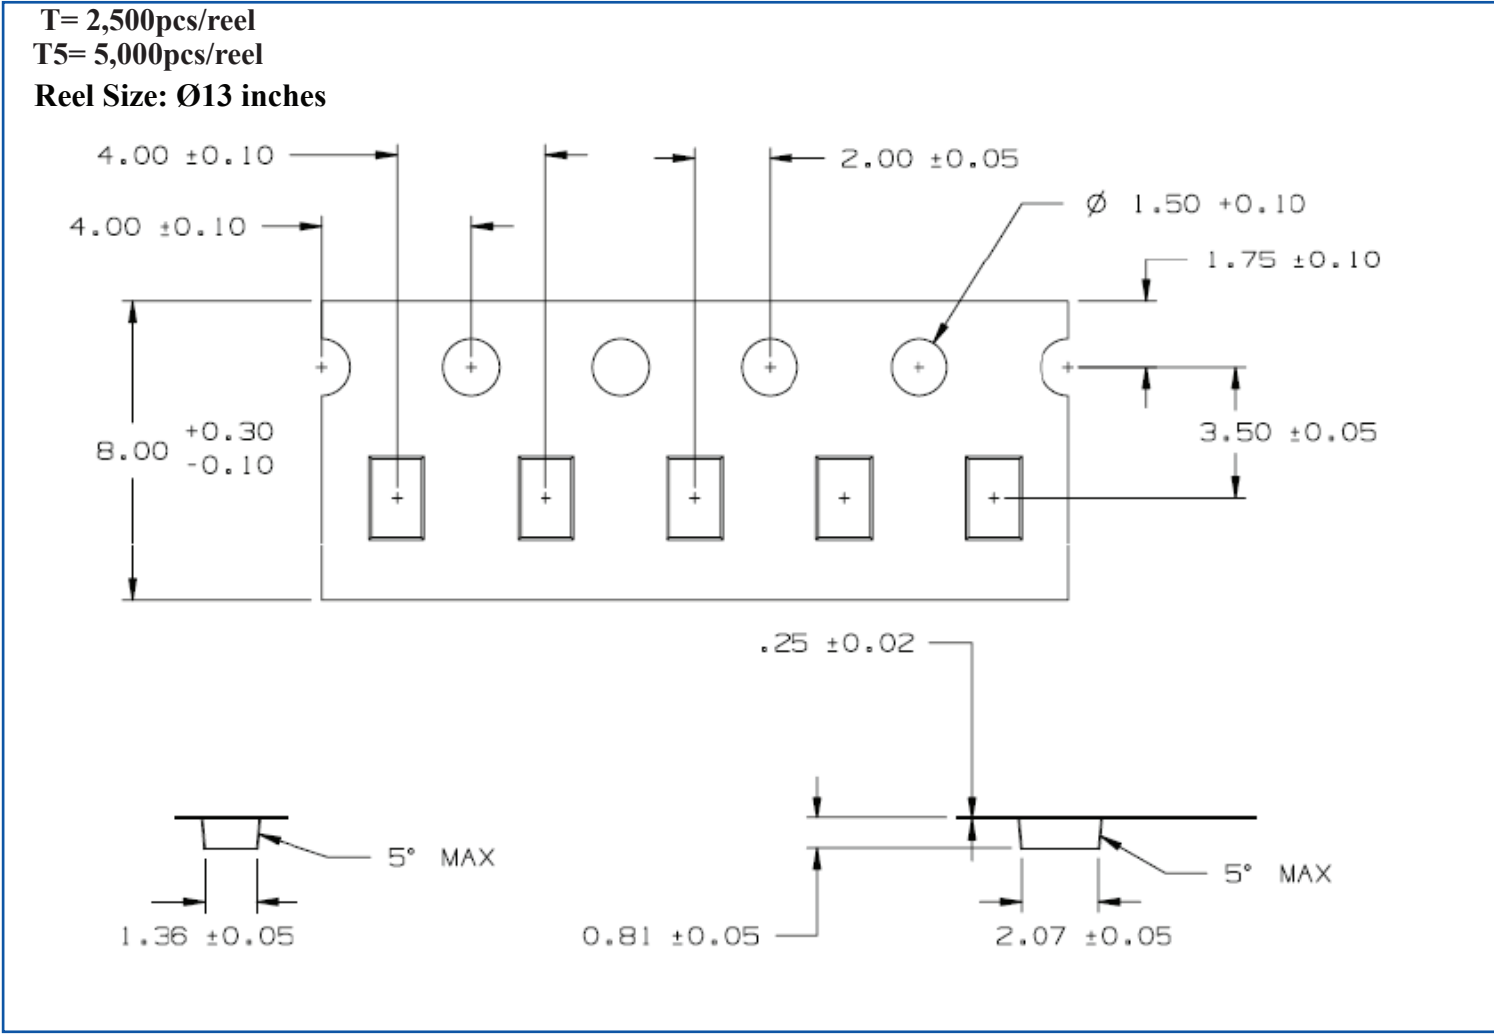 T= 2,500pcs/reel
T5= 5,000pcs/reel
Reel Size: Ø13 inches
4.00 ±0.10
2.00 ±0.05
4.00 ±0.10
Ø 1.50 +0.10
1.75 ±0.10
8.00 +0.30
-0.10
3.50 ±0.05
.25 ±0.02
5° MAX
5° MAX
1.36 ±0.05
0.81 ±0.05
2.07 ±0.05